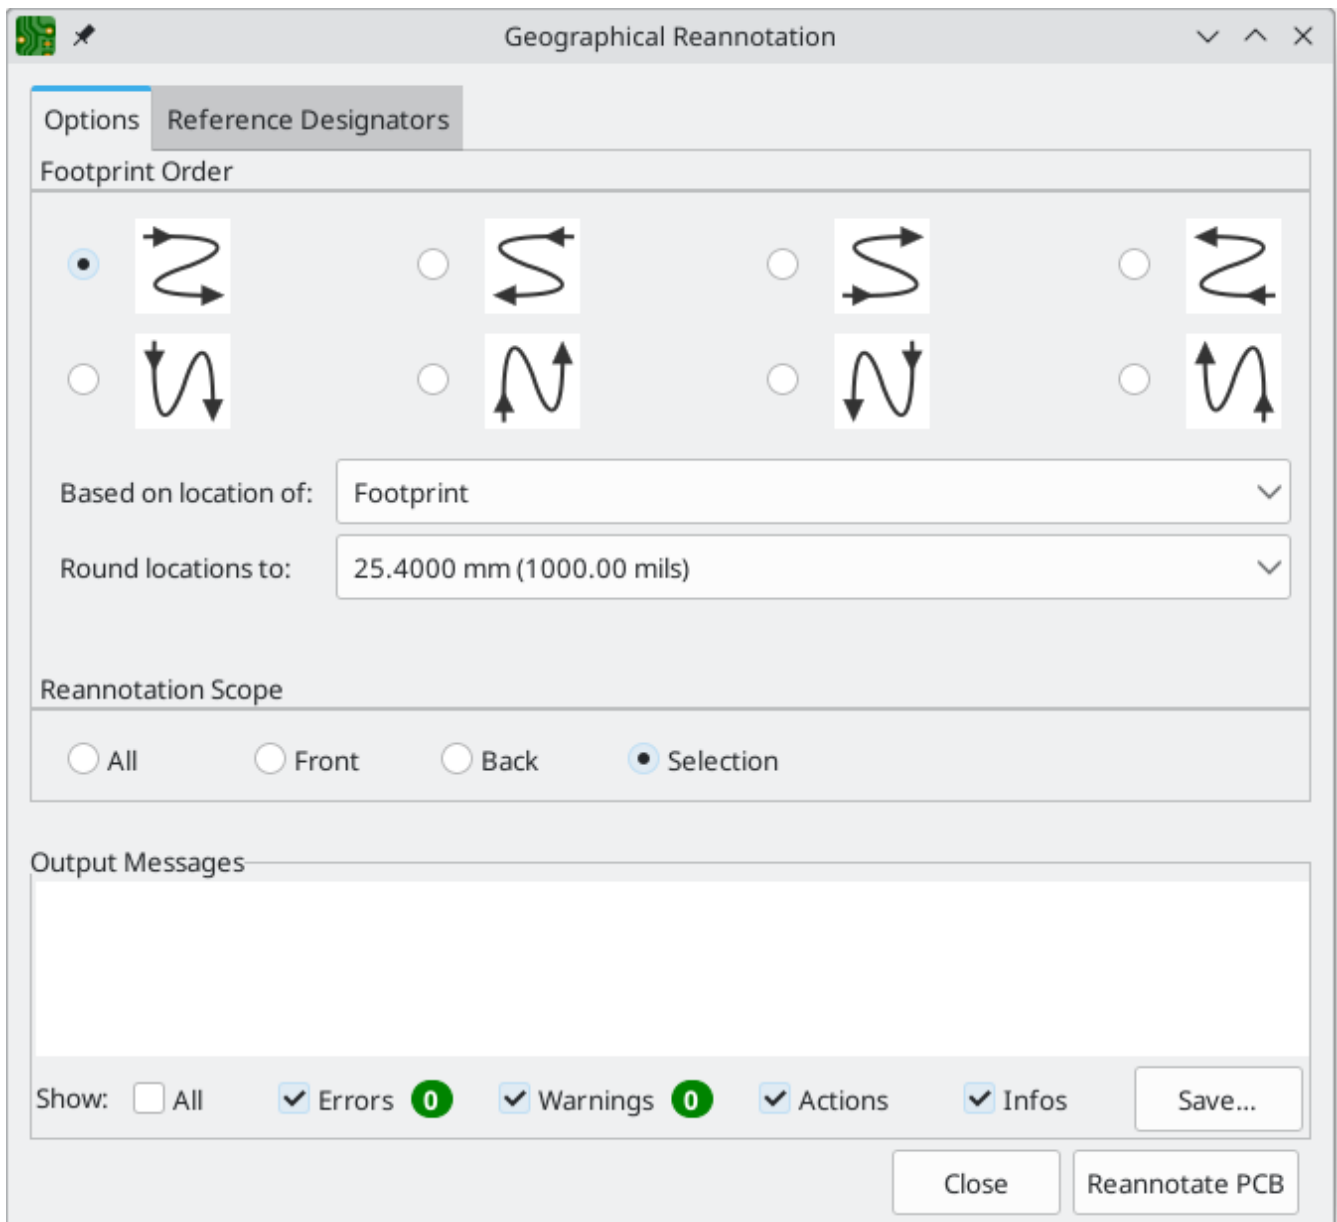 Geographical Reannotation
Options Reference Designators
Footprint Order
Based on location of: Footprint
Round locations to: 25.4000 mm (1000.00 mils)
Reannotation Scope
All Front Back Selection
Output Messages
Show: All Errors 0 Warnings 0 Actions Infos Save...
Close Reannotate PCB